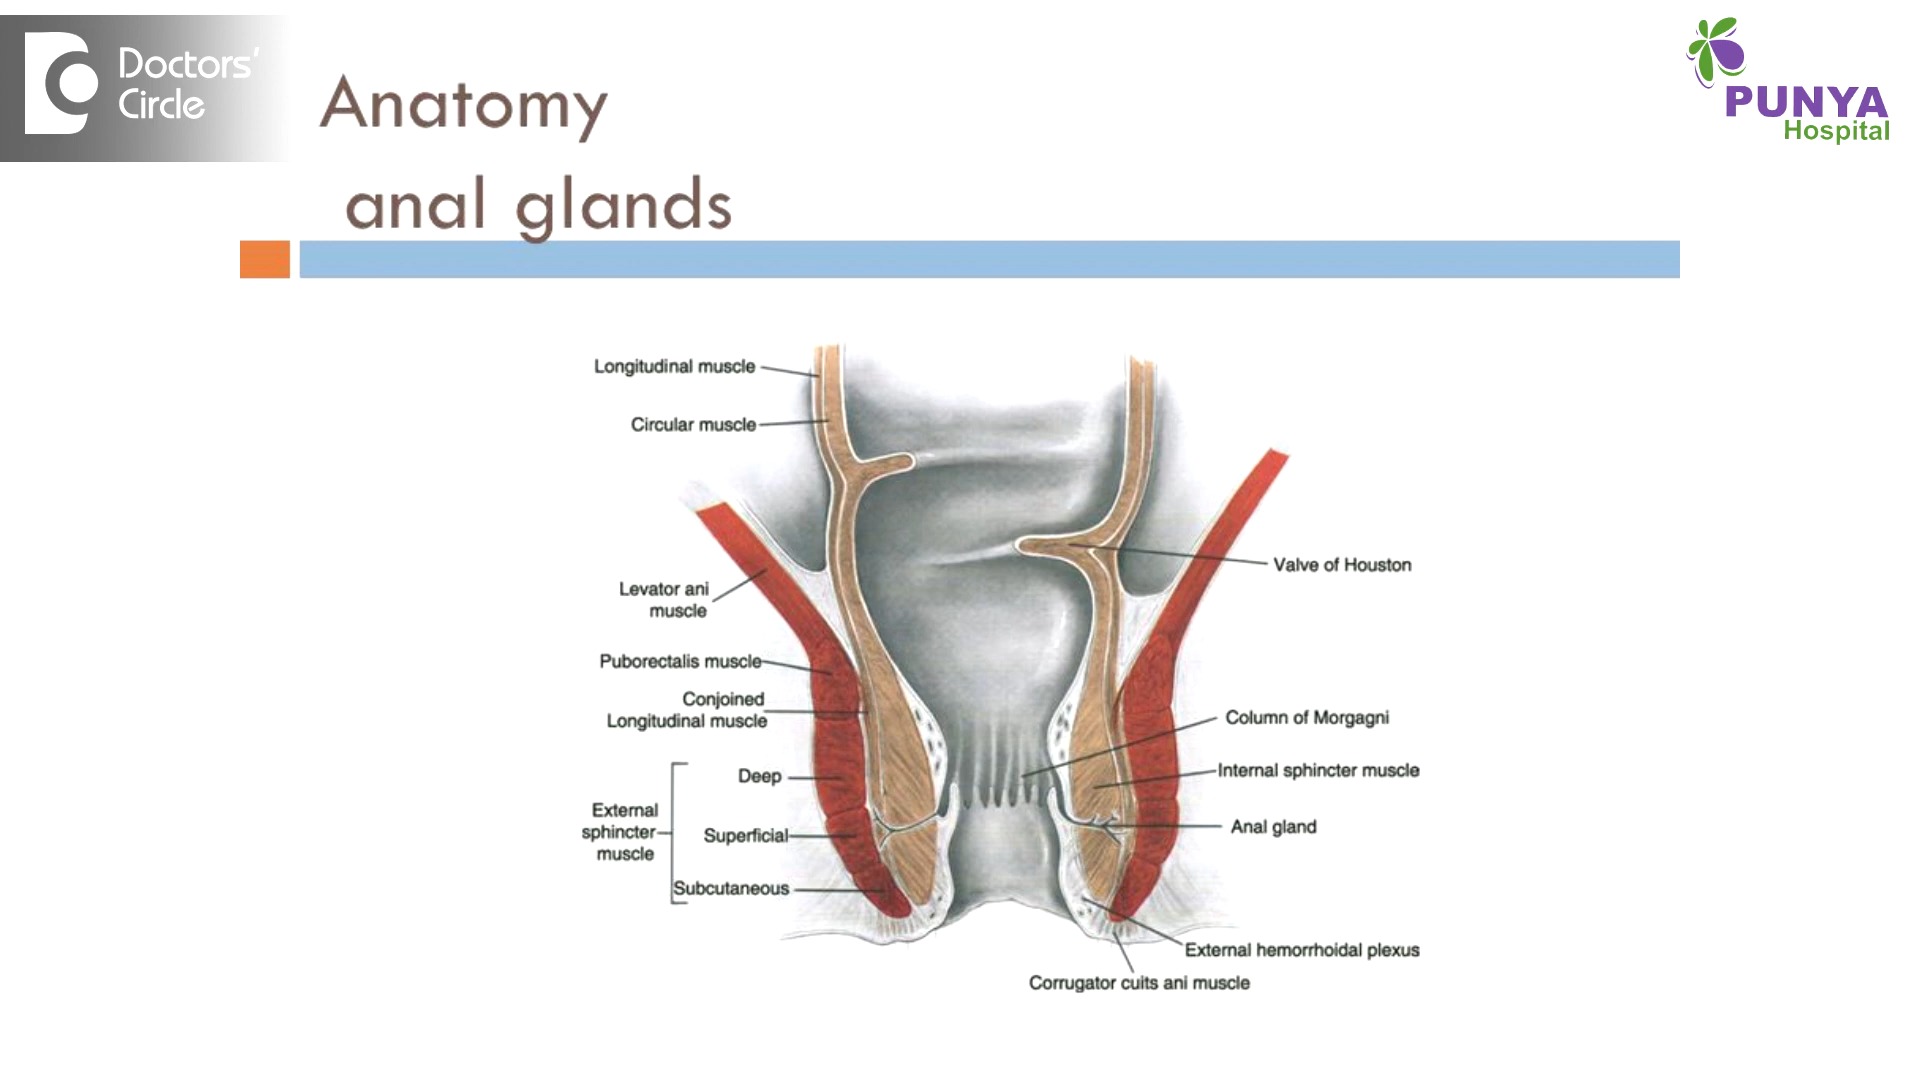 Doctors'
Circle
PUNYA
Hospital
Anatomy
anal glands
Longitudinal muscle
Circular muscle
Levator ani
muscle
Puborectalis muscle
Conjoined
Longitudinal muscle
Deep
External
sphincter
muscle
Superficial
Subcutaneous
Valve of Houston
Column of Morgagni
Internal sphincter muscle
Anal gland
External hemorrhoidal plexus
Corrugator cuits ani muscle